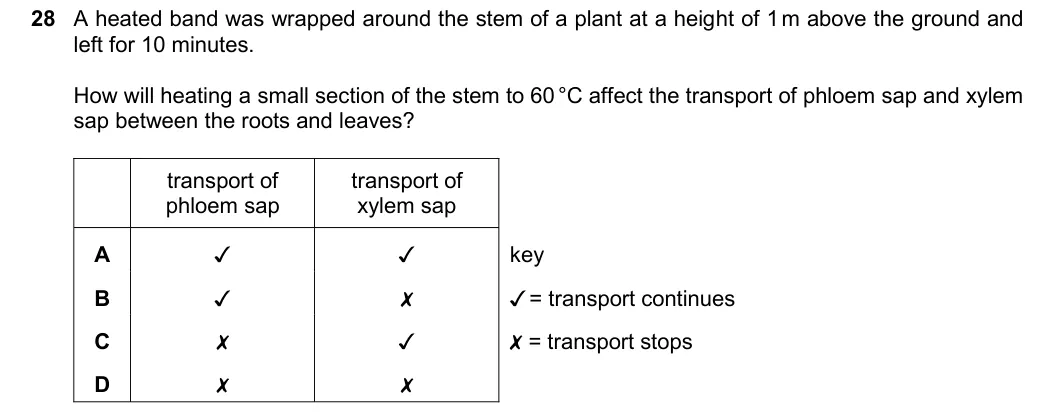 28 A heated band was wrapped around the stem of a plant at a height of 1 m above the ground and
left for 10 minutes.
How will heating a small section of the stem to 60 °C affect the transport of phloem sap and xylem
sap between the roots and leaves?
transport of phloem sap
transport of xylem sap
A ✓ ✓
key
B ✓ ✗
✓ = transport continues
C ✗ ✓
✗ = transport stops
D ✗ ✗